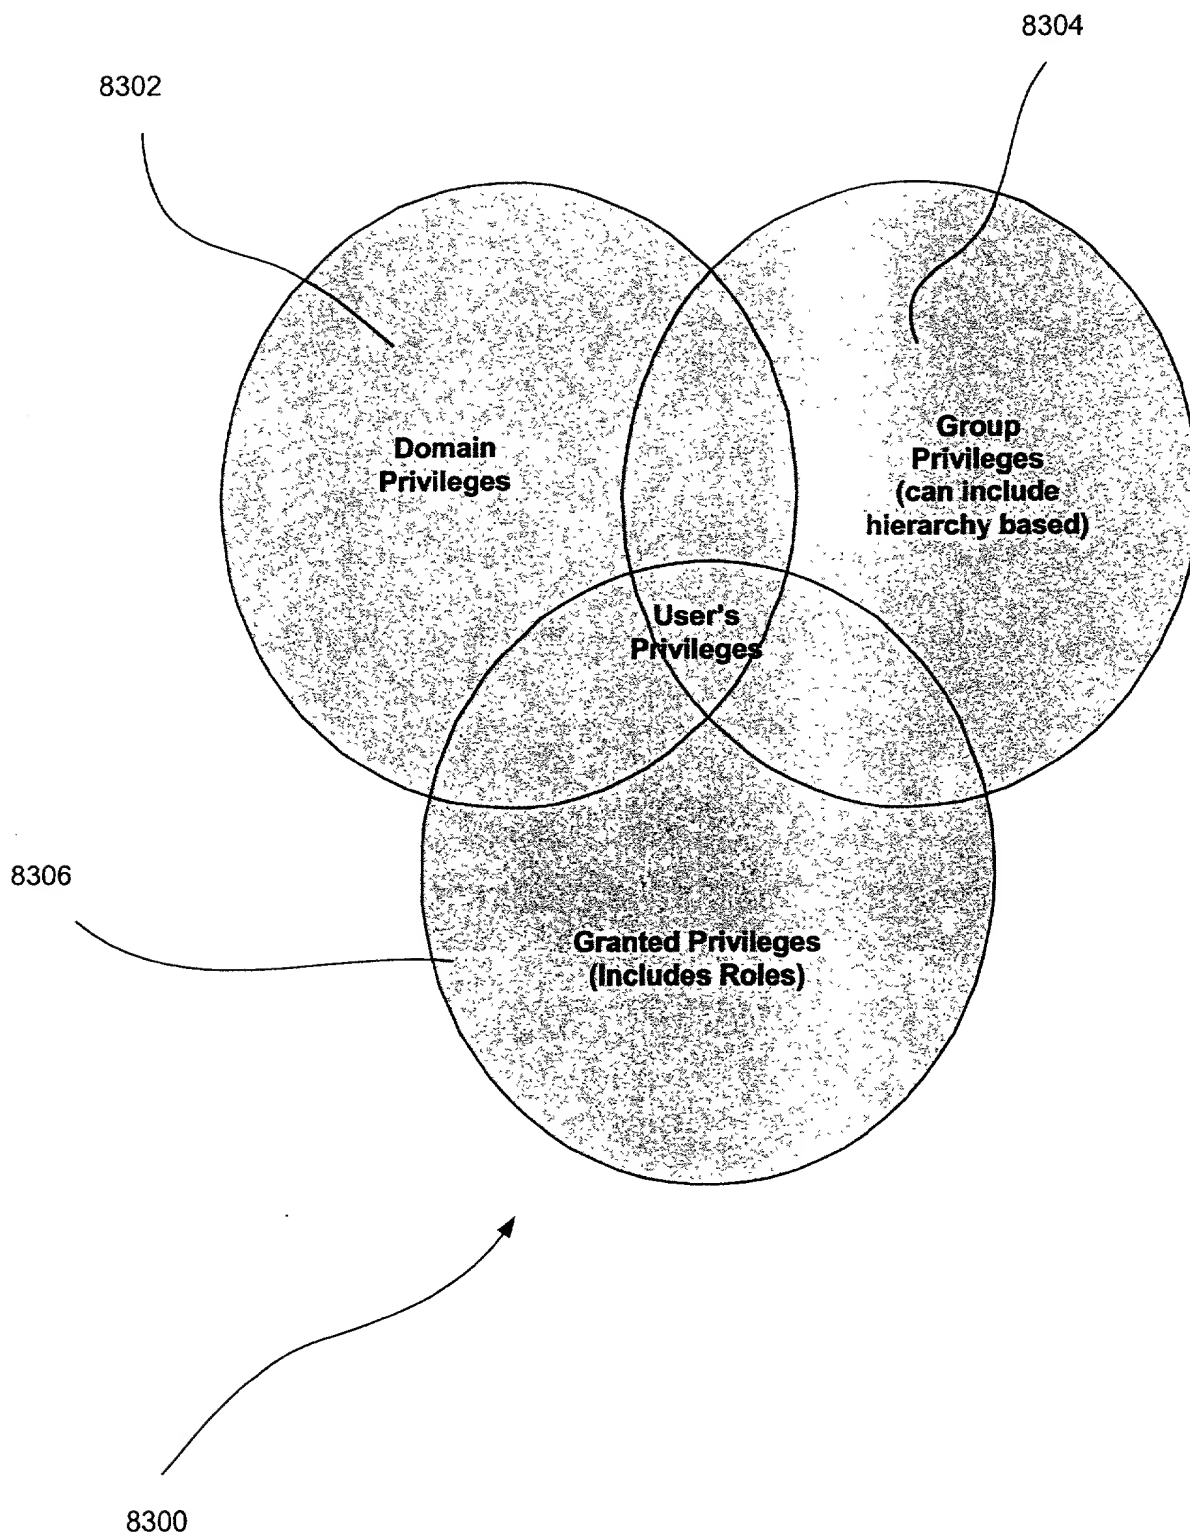 8304
8302
Domain
Privileges
Group
Privileges
(can include
hierarchy based)
User's
Privileges
8306
Granted Privileges
(Includes Roles)
8300